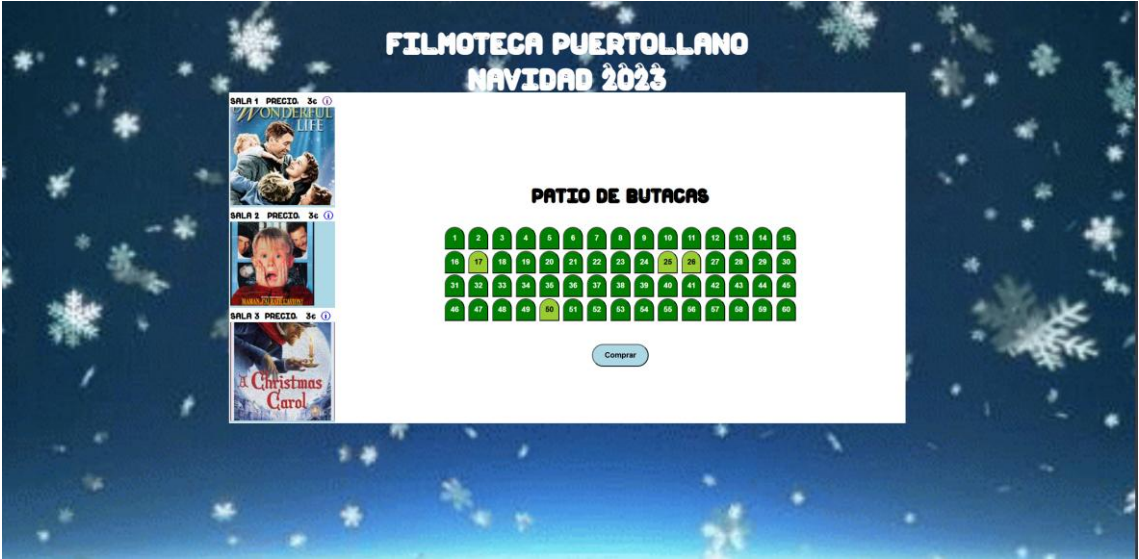 FILMOTECA PUERTOLLANO
NAVIDAD 2023
SALA 1 PRECIO: 3€ i
WONDERFUL
LIFE
SALA 2 PRECIO: 3€ i
MAMAN, J'AI RATÉ L'AVION!
SALA 3 PRECIO: 3€ i
A Christmas
Carol
PATIO DE BUTACAS
1 2 3 4 5 6 7 8 9 10 11 12 13 14 15
16 17 18 19 20 21 22 23 24 25 26 27 28 29 30
31 32 33 34 35 36 37 38 39 40 41 42 43 44 45
46 47 48 49 50 51 52 53 54 55 56 57 58 59 60
Comprar